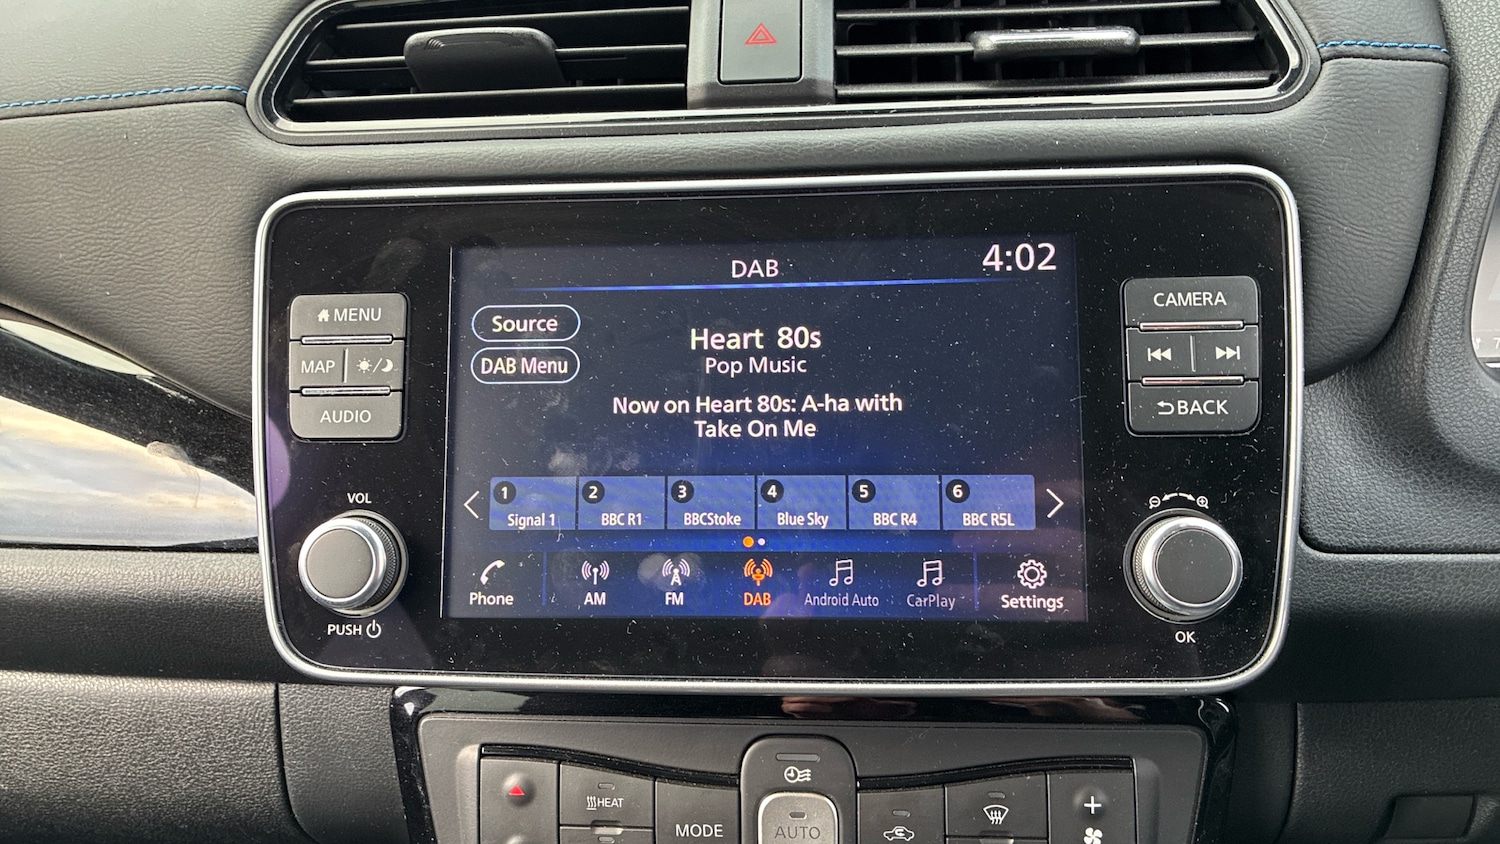 DAB
4:02
Source
DAB Menu
Heart 80s
Pop Music
Now on Heart 80s: A-ha with
Take On Me
1
Signal 1
2
BBC R1
3
BBCStoke
4
Blue Sky
5
BBC R4
6
BBC R5L
Phone
AM
FM
DAB
Android Auto
CarPlay
Settings
MENU
MAP
AUDIO
VOL
PUSH
CAMERA
BACK
OK
HEAT
MODE
AUTO
+